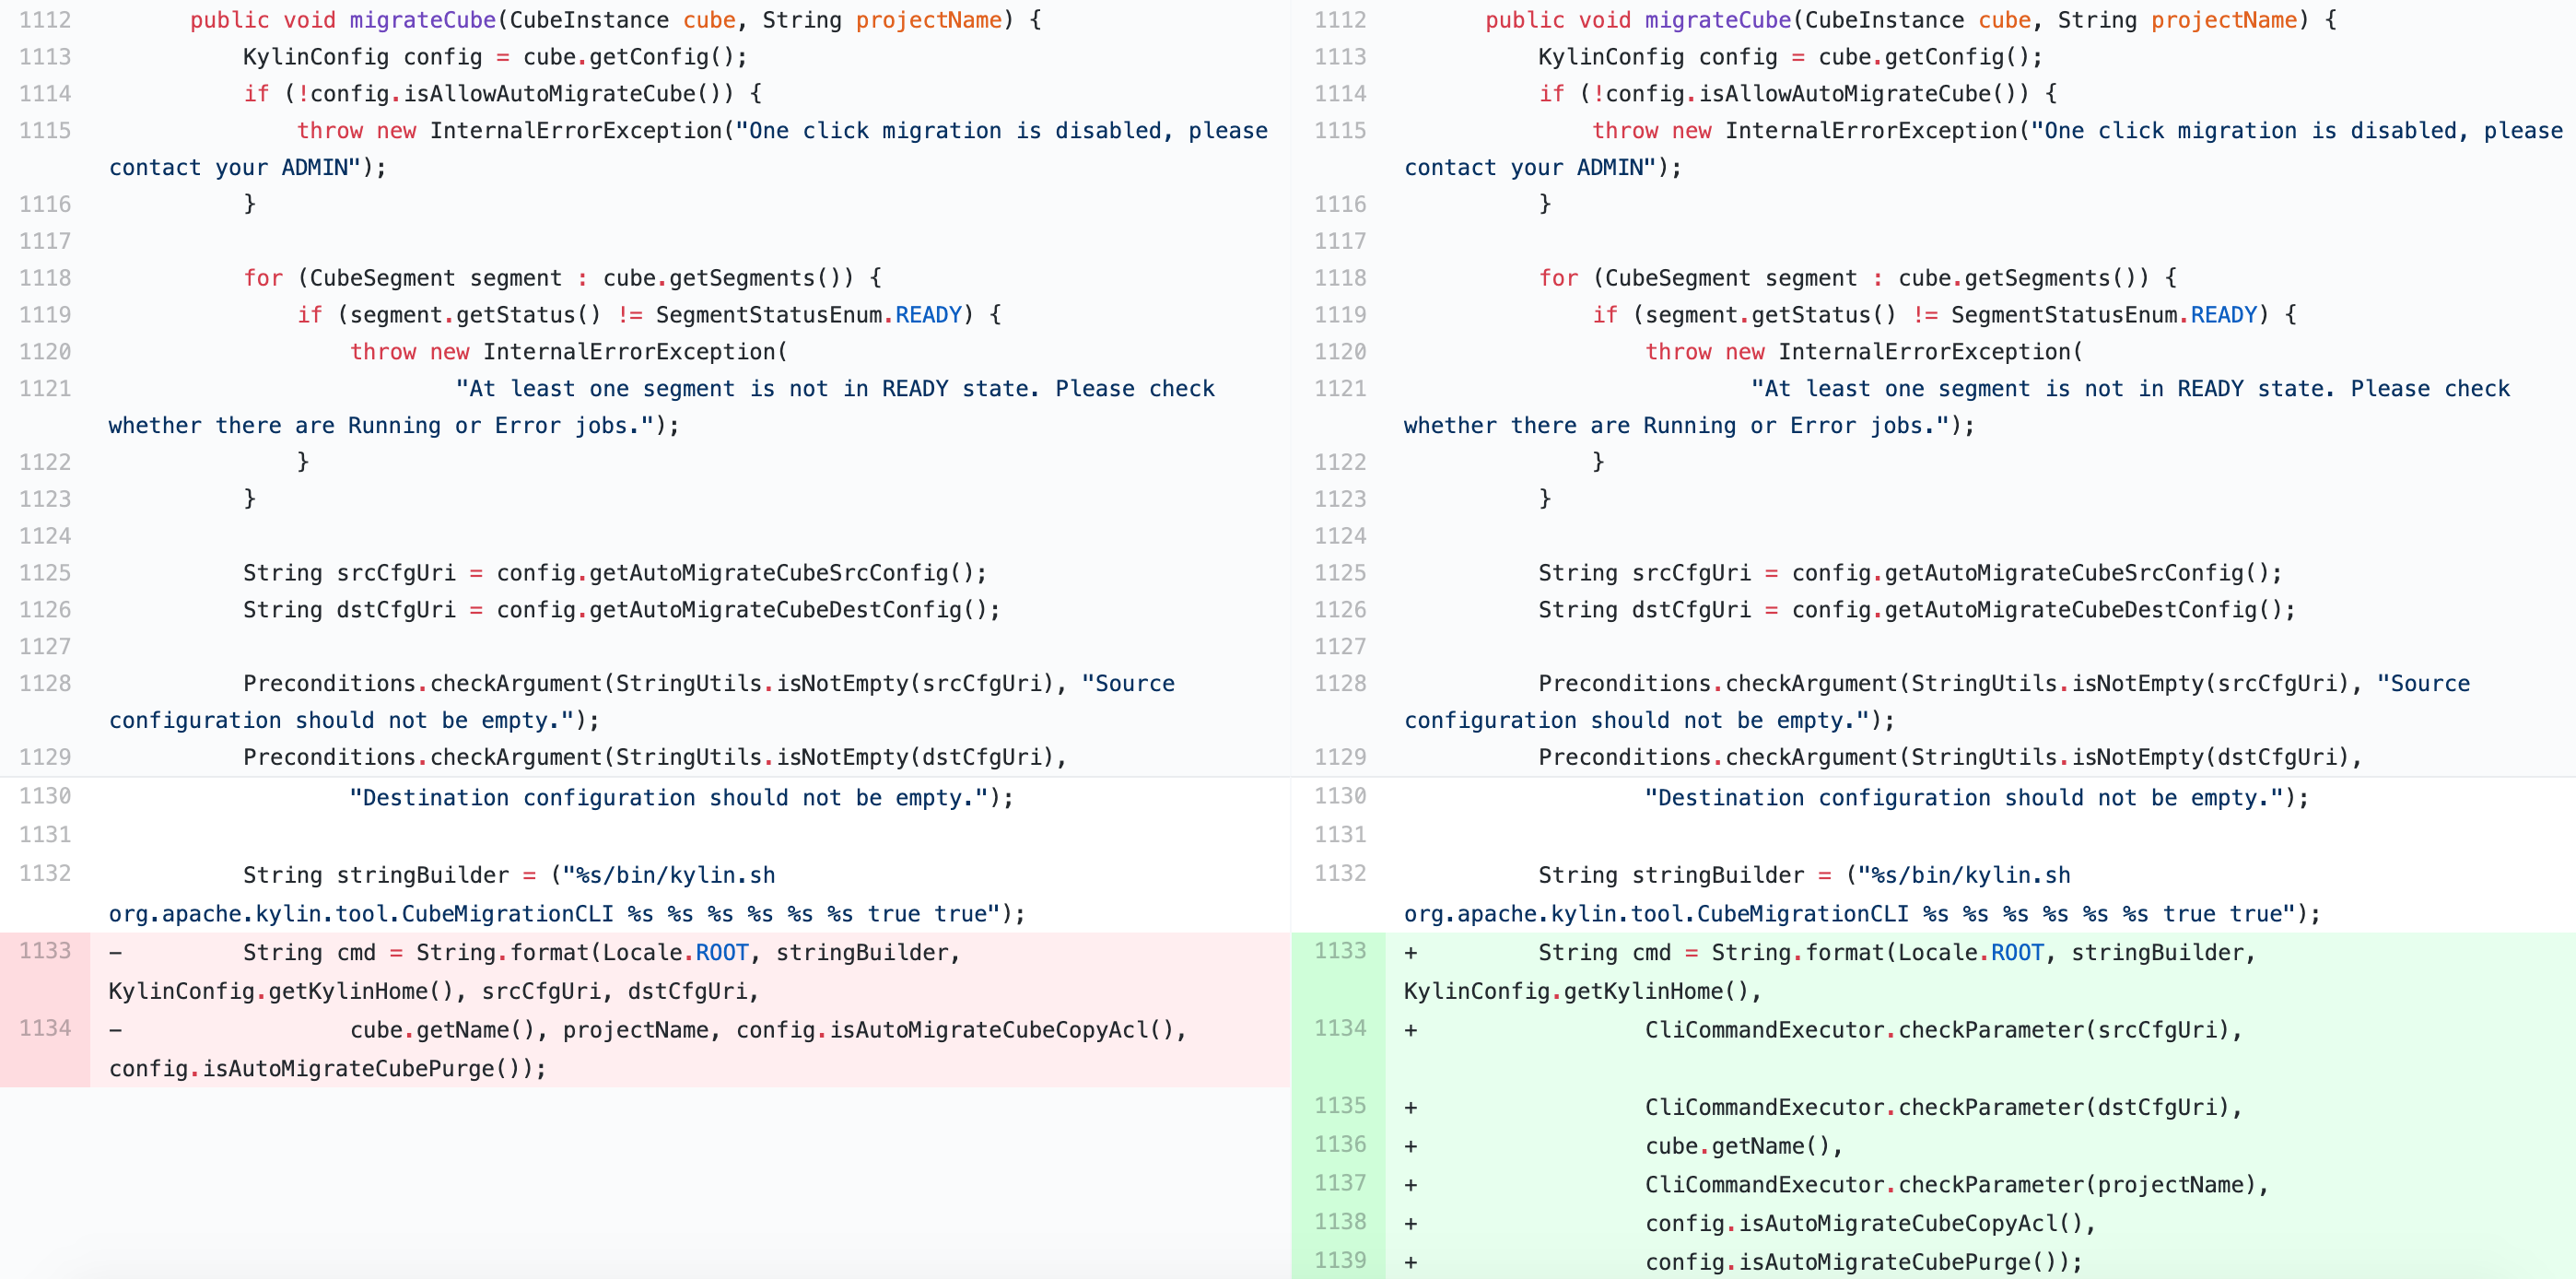 1112 public void migrateCube(CubeInstance cube, String projectName) {
1113 KylinConfig config = cube.getConfig();
1114 if (!config.isAllowAutoMigrateCube()) {
1115 throw new InternalErrorException("One click migration is disabled, please
contact your ADMIN");
1116 }
1117
1118 for (CubeSegment segment : cube.getSegments()) {
1119 if (segment.getStatus() != SegmentStatusEnum.READY) {
1120 throw new InternalErrorException(
1121 "At least one segment is not in READY state. Please check
whether there are Running or Error jobs.");
1122 }
1123 }
1124
1125 String srcCfgUri = config.getAutoMigrateCubeSrcConfig();
1126 String dstCfgUri = config.getAutoMigrateCubeDestConfig();
1127
1128 Preconditions.checkArgument(StringUtils.isNotEmpty(srcCfgUri), "Source
configuration should not be empty.");
1129 Preconditions.checkArgument(StringUtils.isNotEmpty(dstCfgUri),
1130 "Destination configuration should not be empty.");
1131
1132 String stringBuilder = ("%s/bin/kylin.sh
org.apache.kylin.tool.CubeMigrationCLI %s %s %s %s %s %s true true");
1133 - String cmd = String.format(Locale.ROOT, stringBuilder,
KylinConfig.getKylinHome(), srcCfgUri, dstCfgUri,
1134 - cube.getName(), projectName, config.isAutoMigrateCubeCopyAcl(),
config.isAutoMigrateCubePurge());
1112 public void migrateCube(CubeInstance cube, String projectName) {
1113 KylinConfig config = cube.getConfig();
1114 if (!config.isAllowAutoMigrateCube()) {
1115 throw new InternalErrorException("One click migration is disabled, please
contact your ADMIN");
1116 }
1117
1118 for (CubeSegment segment : cube.getSegments()) {
1119 if (segment.getStatus() != SegmentStatusEnum.READY) {
1120 throw new InternalErrorException(
1121 "At least one segment is not in READY state. Please check
whether there are Running or Error jobs.");
1122 }
1123 }
1124
1125 String srcCfgUri = config.getAutoMigrateCubeSrcConfig();
1126 String dstCfgUri = config.getAutoMigrateCubeDestConfig();
1127
1128 Preconditions.checkArgument(StringUtils.isNotEmpty(srcCfgUri), "Source
configuration should not be empty.");
1129 Preconditions.checkArgument(StringUtils.isNotEmpty(dstCfgUri),
1130 "Destination configuration should not be empty.");
1131
1132 String stringBuilder = ("%s/bin/kylin.sh
org.apache.kylin.tool.CubeMigrationCLI %s %s %s %s %s %s true true");
1133 + String cmd = String.format(Locale.ROOT, stringBuilder,
KylinConfig.getKylinHome(),
1134 + CliCommandExecutor.checkParameter(srcCfgUri),
1135 + CliCommandExecutor.checkParameter(dstCfgUri),
1136 + cube.getName(),
1137 + CliCommandExecutor.checkParameter(projectName),
1138 + config.isAutoMigrateCubeCopyAcl(),
1139 + config.isAutoMigrateCubePurge());